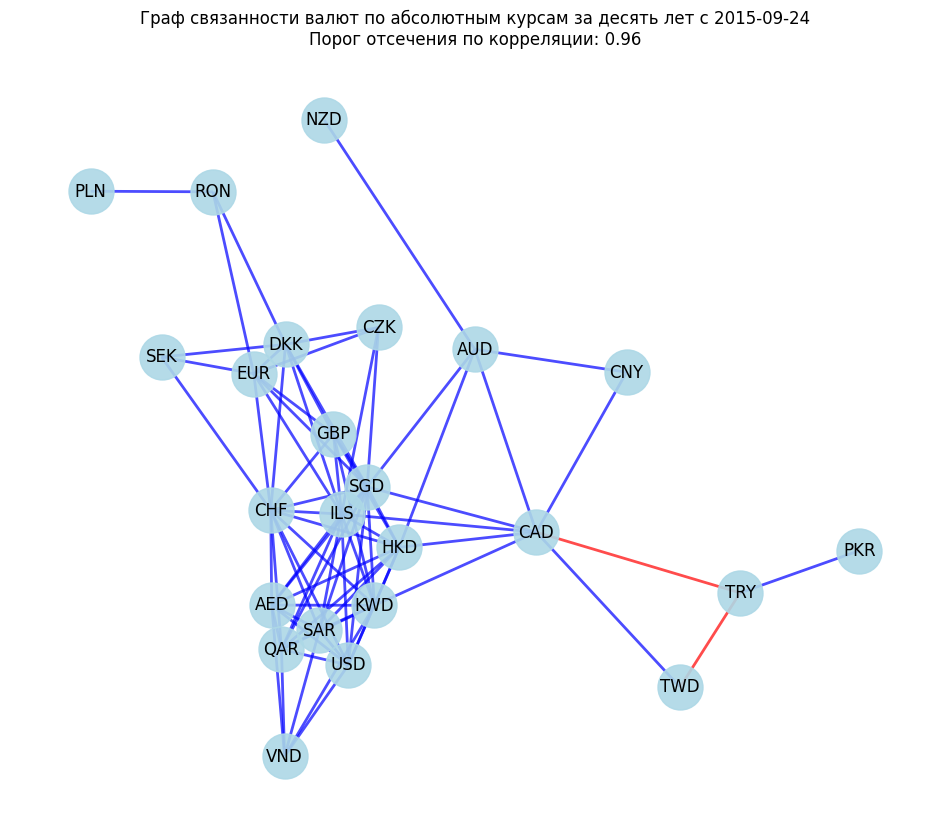 Граф связанности валют по абсолютным курсам за десять лет с 2015-09-24
Порог отсечения по корреляции: 0.96
NZD
PLN
RON
CZK
DKK
SEK
AUD
EUR
CNY
GBP
SGD
CHF
ILS
CAD
HKD
PKR
TRY
AED
KWD
SAR
QAR
USD
TWD
VND